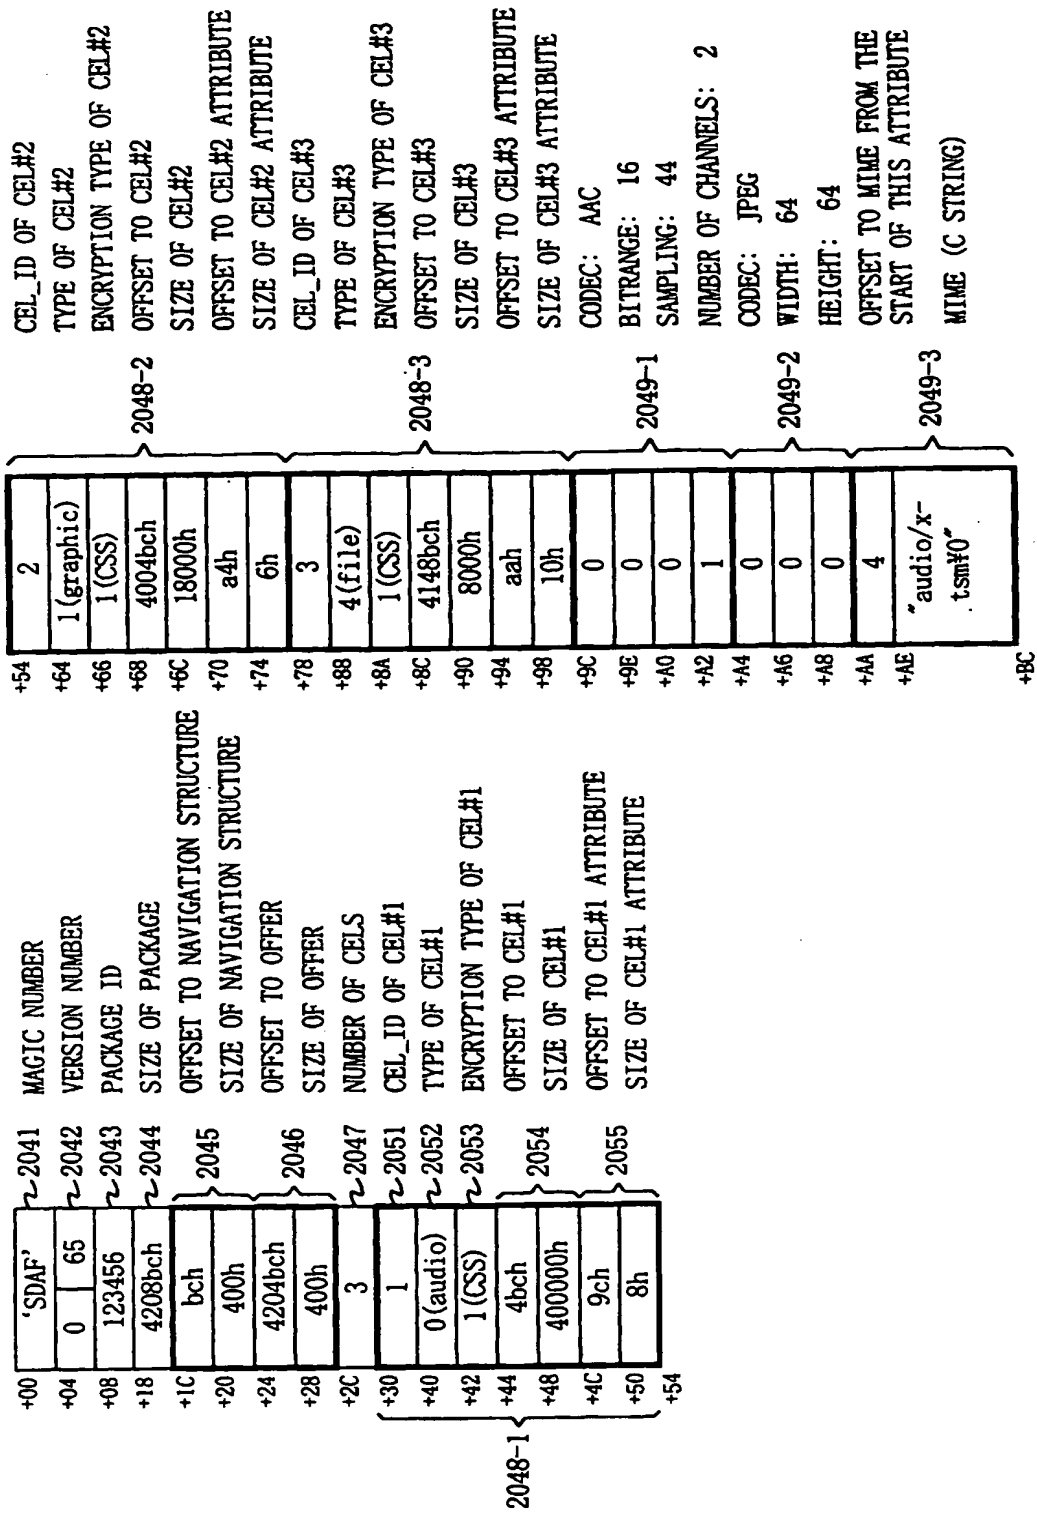 +00 'SDAF' 2041 MAGIC NUMBER
+04 0 65 2042 VERSION NUMBER
+08 123456 2043 PACKAGE ID
+18 4208bch 2044 SIZE OF PACKAGE
+1C bch 2045 OFFSET TO NAVIGATION STRUCTURE
+20 400h SIZE OF NAVIGATION STRUCTURE
+24 4204bch 2046 OFFSET TO OFFER
+28 400h SIZE OF OFFER
+2C 3 2047 NUMBER OF CELS
2048-1
+30 1 2051 CEL_ID OF CEL#1
+40 0(audio) 2052 TYPE OF CEL#1
+42 1(CSS) 2053 ENCRYPTION TYPE OF CEL#1
+44 4bch 2054 OFFSET TO CEL#1
+48 400000h SIZE OF CEL#1
+4C 9ch 2055 OFFSET TO CEL#1 ATTRIBUTE
+50 8h SIZE OF CEL#1 ATTRIBUTE
+54
+54 2 2048-2 CEL_ID OF CEL#2
+64 1(graphic) TYPE OF CEL#2
+66 1(CSS) ENCRYPTION TYPE OF CEL#2
+68 4004bch OFFSET TO CEL#2
+6C 18000h SIZE OF CEL#2
+70 a4h OFFSET TO CEL#2 ATTRIBUTE
+74 6h SIZE OF CEL#2 ATTRIBUTE
+78 3 2048-3 CEL_ID OF CEL#3
+88 4(file) TYPE OF CEL#3
+8A 1(CSS) ENCRYPTION TYPE OF CEL#3
+8C 4148bch OFFSET TO CEL#3
+90 8000h SIZE OF CEL#3
+94 aah OFFSET TO CEL#3 ATTRIBUTE
+98 10h SIZE OF CEL#3 ATTRIBUTE
+9C 0 2049-1 CODEC: AAC
+9E 0 BITRANGE: 16
+A0 0 SAMPLING: 44
+A2 1 NUMBER OF CHANNELS: 2
+A4 0 2049-2 CODEC: JPEG
+A6 0 WIDTH: 64
+A8 0 HEIGHT: 64
+AA 4 2049-3 OFFSET TO MIME FROM THE
START OF THIS ATTRIBUTE
+AE "audio/x-
tsm¥0" MIME (C STRING)
+BC